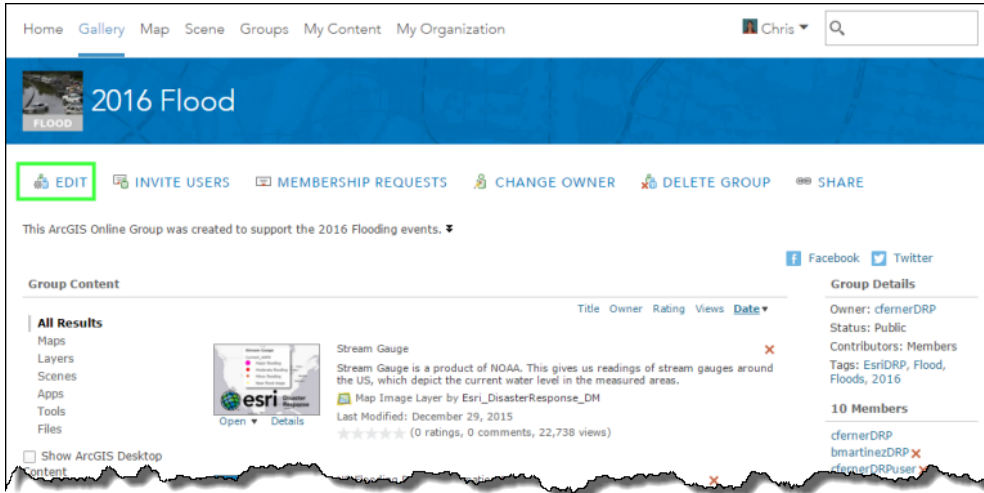 Home Gallery Map Scene Groups My Content My Organization Chris
2016 Flood
FLOOD
EDIT INVITE USERS MEMBERSHIP REQUESTS CHANGE OWNER DELETE GROUP SHARE
This ArcGIS Online Group was created to support the 2016 Flooding events.
Facebook Twitter
Group Content
Title Owner Rating Views Date
All Results
Maps
Layers
Scenes
Apps
Tools
Files
Show ArcGIS Desktop
Content
Stream Gauge
esri Disaster Response
Open Details
Stream Gauge
Stream Gauge is a product of NOAA. This gives us readings of stream gauges around
the US, which depict the current water level in the measured areas.
Map Image Layer by Esri_DisasterResponse_DM
Last Modified: December 29, 2015
(0 ratings, 0 comments, 22,738 views)
Group Details
Owner: cfernerDRP
Status: Public
Contributors: Members
Tags: EsriDRP, Flood,
Floods, 2016
10 Members
cfernerDRP
bmartinezDRP
cfernerDRPuser